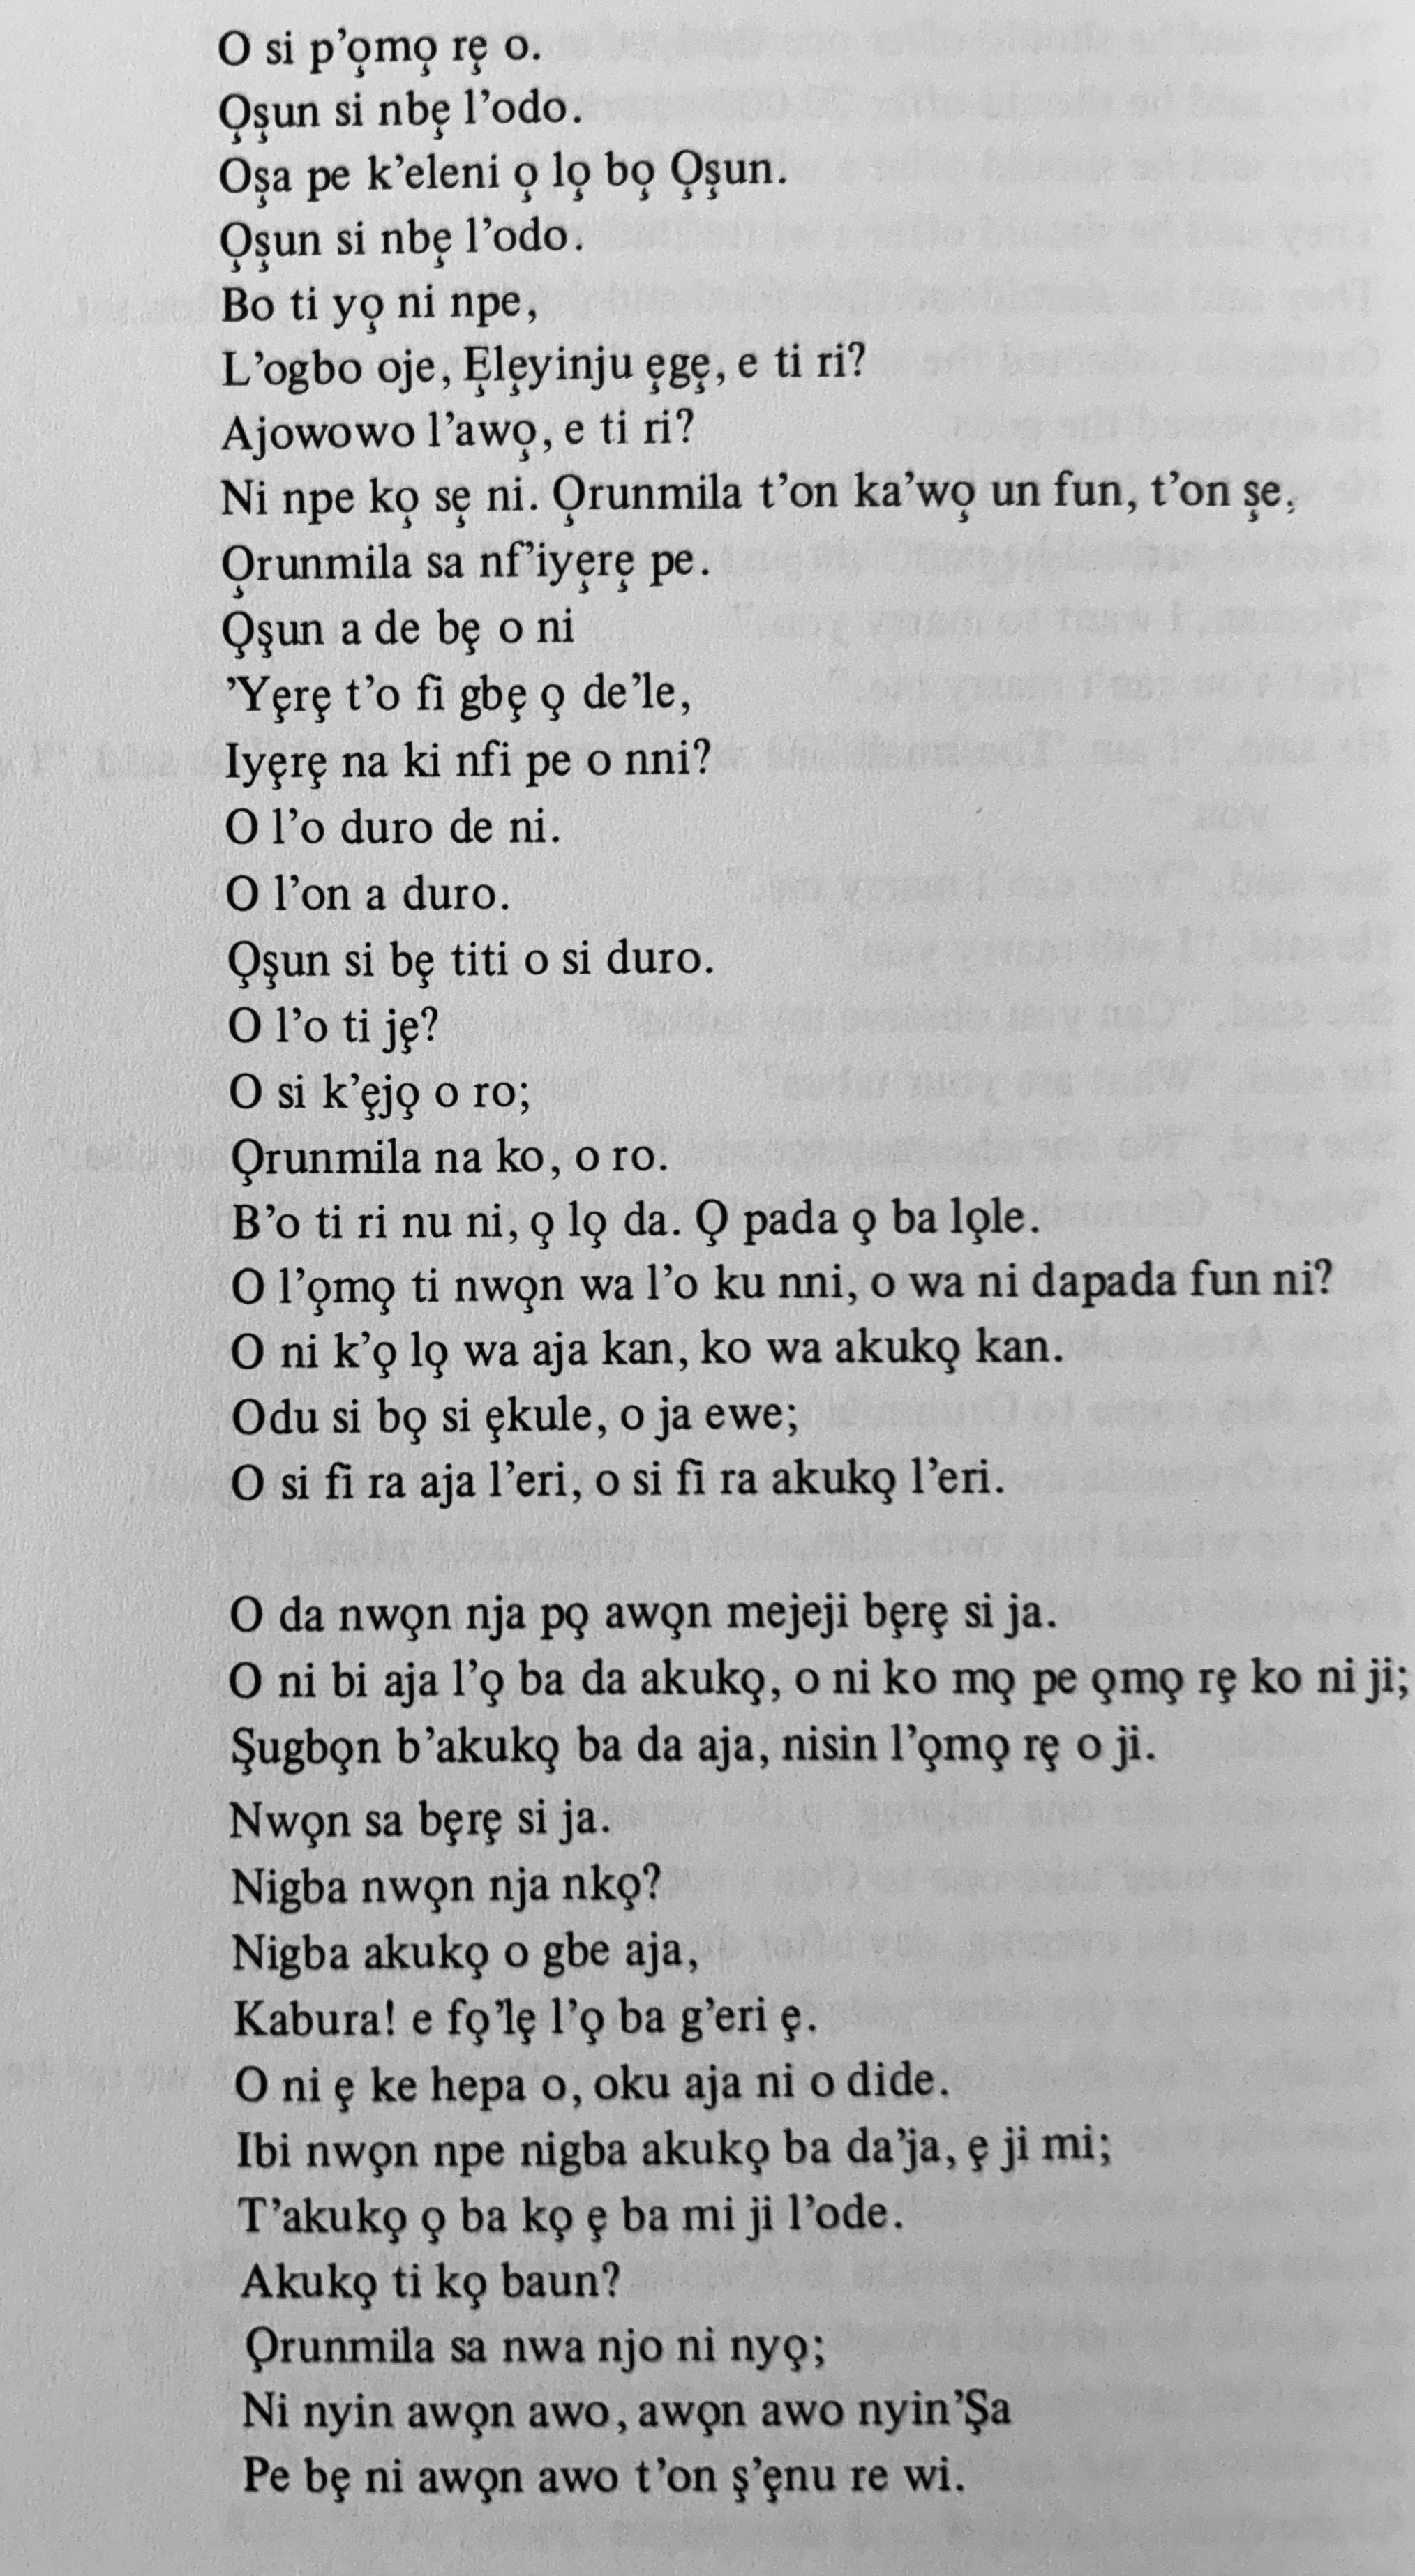 O si p’ọmọ rẹ o.
Ọṣun si nbẹ l’odo.
Oṣa pe k’eleni ọ lọ bọ Ọṣun.
Ọṣun si nbẹ l’odo.
Bo ti yọ ni npe,
L’ogbo oje, Ẹlẹyinju ẹgẹ, e ti ri?
Ajowowo l’awọ, e ti ri?
Ni npe kọ sẹ ni. Ọrunmila t’on ka’wọ un fun, t’on ṣe.
Ọrunmila sa nf’iyẹrẹ pe.
Ọṣun a de bẹ o ni
’Yẹrẹ t’o fi gbẹ ọ de’le,
Iyẹrẹ na ki nfi pe o nni?
O l’o duro de ni.
O l’on a duro.
Ọṣun si bẹ titi o si duro.
O l’o ti jẹ?
O si k’ẹjọ o ro;
Ọrunmila na ko, o ro.
B’o ti ri nu ni, ọ lọ da. Ọ pada ọ ba lọle.
O l’ọmọ ti nwọn wa l’o ku nni, o wa ni dapada fun ni?
O ni k’ọ lọ wa aja kan, ko wa akukọ kan.
Odu si bọ si ẹkule, o ja ewe;
O si fi ra aja l’eri, o si fi ra akukọ l’eri.
O da nwọn nja pọ awọn mejeji bẹrẹ si ja.
O ni bi aja l’ọ ba da akukọ, o ni ko mọ pe ọmọ rẹ ko ni ji;
Ṣugbọn b’akukọ ba da aja, nisin l’ọmọ rẹ o ji.
Nwọn sa bẹrẹ si ja.
Nigba nwọn nja nkọ?
Nigba akukọ o gbe aja,
Kabura! e fọ’lẹ l’ọ ba g’eri ẹ.
O ni ẹ ke hepa o, oku aja ni o dide.
Ibi nwọn npe nigba akukọ ba da’ja, ẹ ji mi;
T’akukọ ọ ba kọ ẹ ba mi ji l’ode.
Akukọ ti kọ baun?
Ọrunmila sa nwa njo ni nyọ;
Ni nyin awọn awo, awọn awo nyin’Ṣa
Pe bẹ ni awọn awo t’on ṣ’ẹnu re wi.